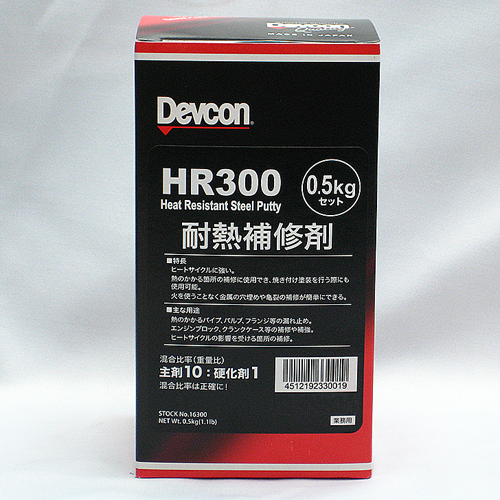 Devcon
Quality
MADE IN JAPAN
Devcon®
HR300
Heat Resistant Steel Putty
0.5kg
セット
耐熱補修剤
■特長
ヒートサイクルに強い。
熱のかかる箇所の補修に使用でき、焼き付け塗装を行う際にも
使用可能。
火を使うことなく金属の穴埋めや亀裂の補修が簡単にできる。
■主な用途
熱のかかるパイプ、バルブ、フランジ等の漏れ止め。
エンジンブロック、クランクケース等の補修や補強。
ヒートサイクルの影響を受ける箇所の補修。
混合比率(重量比)
主剤10:硬化剤1
混合比率は正確に!
4512192330019
STOCK No.16300
NET Wt. 0.5kg(1.1lb)
業務用